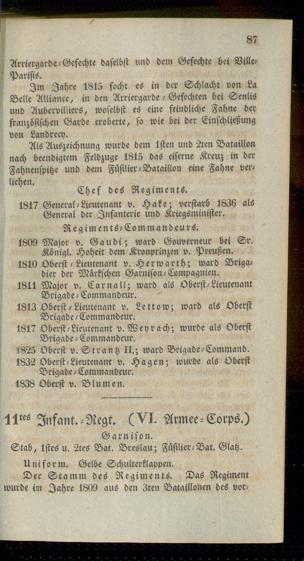 87
Arriergarde-Gefechte daselbst und dem Gefechte bei Ville-
Parisis.
Im Jahre 1815 focht es in der Schlacht von La
Belle Alliance, in den Arriergarde-Gefechten bei Senlis
und Aubervilliers, woselbst es eine feindliche Fahne der
französischen Garde eroberte, so wie bei der Einschließung
von Landrecy.
Als Auszeichnung wurde dem 1sten und 2ten Bataillon
nach beendigtem Feldzuge 1815 das eiserne Kreuz in der
Fahnenspitze und dem Füsilier-Bataillon eine Fahne ver-
liehen.
Chef des Regiments.
1817 General-Lieutenant v. Hake; verstarb 1836 als
General der Infanterie und Kriegsminister.
Regiments-Commandeurs.
1809 Major v. Gaudi; ward Gouverneur bei Sr.
Königl. Hoheit dem Kronprinzen v. Preußen.
1810 Oberst-Lieutenant v. Herwarth; ward Briga-
dier der Märkschen Garnison-Compagnien.
1811 Major v. Carnall; ward als Oberst-Lieutenant
Brigade-Commandeur.
1813 Oberst-Lieutenant v. Lettow; ward als Oberst
Brigade-Commandeur.
1817 Oberst-Lieutenant v. Weyrach; wurde als Oberst
Brigade-Commandeur.
1825 Oberst v. Strantz II.; ward Brigade-Command.
1832 Oberst-Lieutenant v. Hagen; wurde als Oberst
Brigade-Commandeur.
1838 Oberst v. Blumen.
11tes Infant.-Regt. (VI. Armee-Corps.)
Garnison.
Stab, 1stes u. 2tes Bat. Breslau; Füsilier-Bat. Glatz.
Uniform. Gelbe Schulterklappen.
Der Stamm des Regiments. Das Regiment
wurde im Jahre 1809 aus den 3ten Bataillonen des vor-